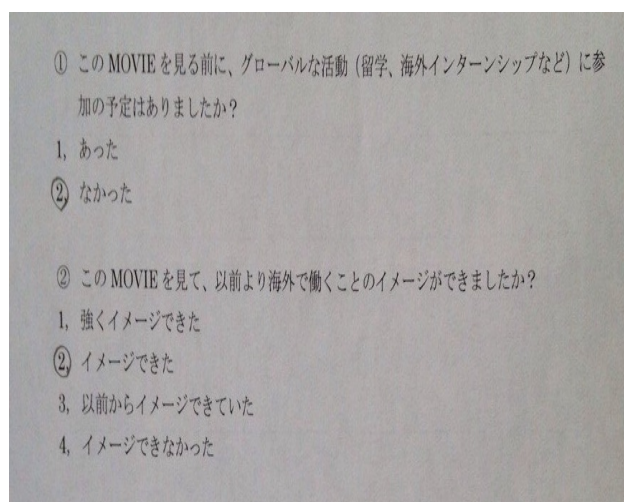 ① このMOVIEを見る前に、グローバルな活動（留学、海外インターンシップなど）に参
加の予定はありましたか？
1, あった
2, なかった
② このMOVIEを見て、以前より海外で働くことのイメージができましたか？
1, 強くイメージできた
2, イメージできた
3, 以前からイメージできていた
4, イメージできなかった